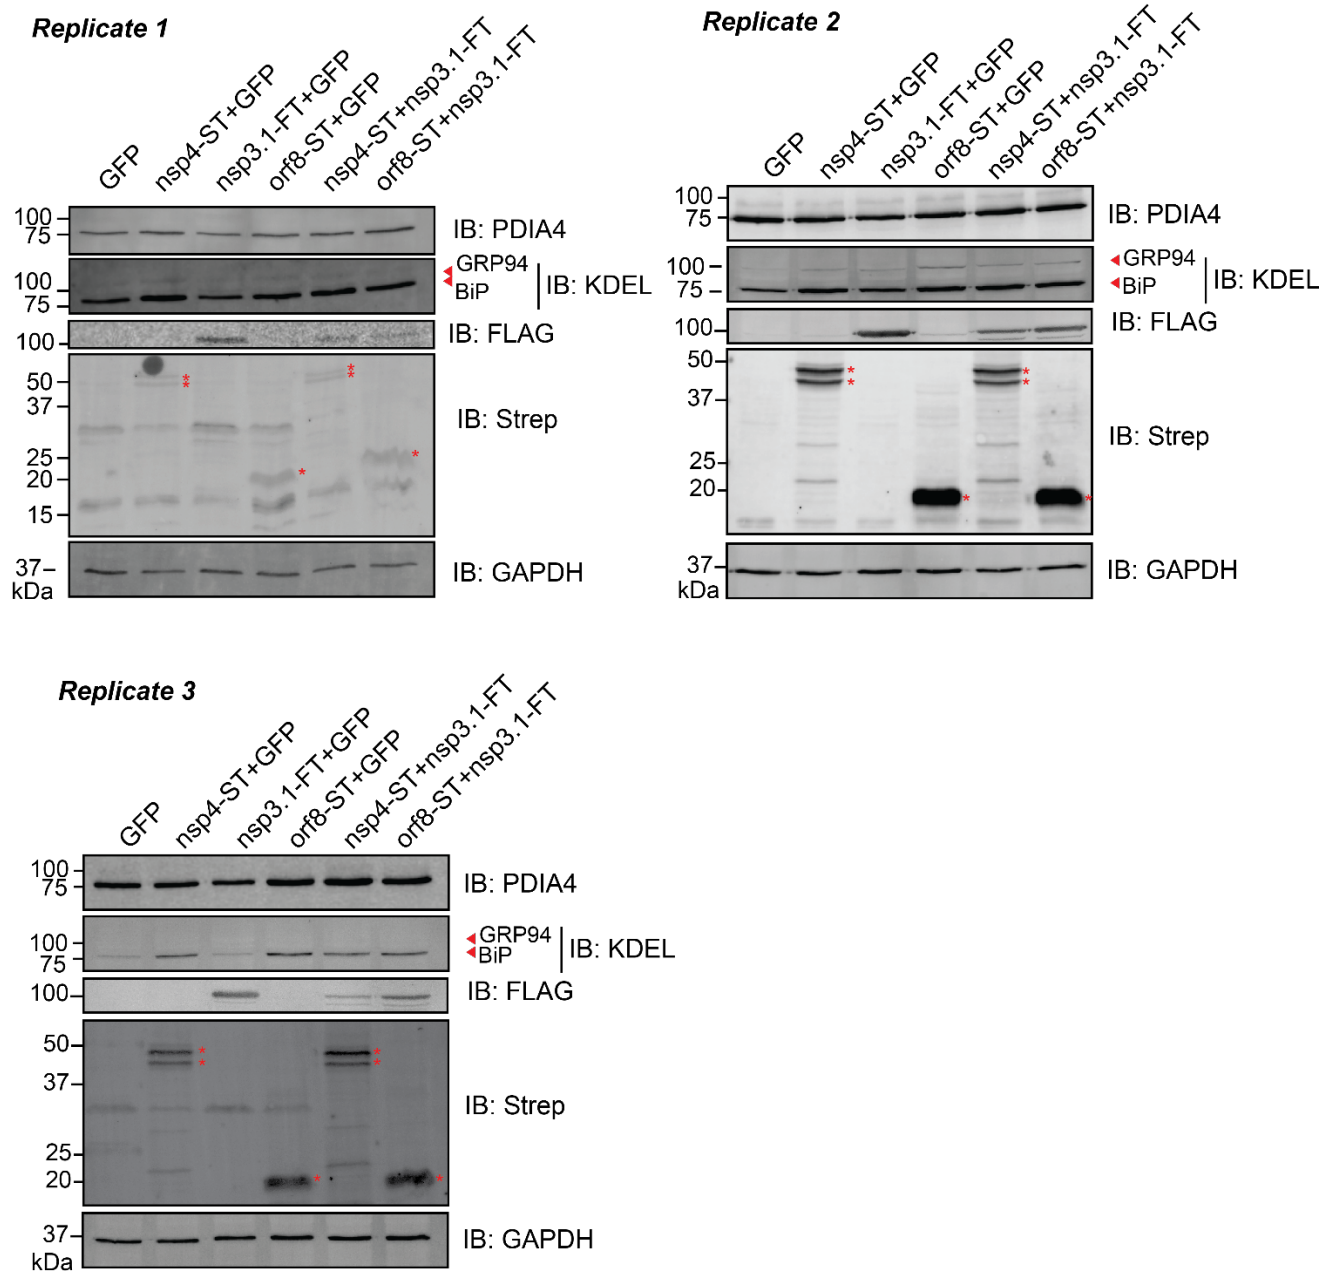 Replicate 1
GFP
nsp4-ST+GFP
nsp3.1-FT+GFP
orf8-ST+GFP
nsp4-ST+nsp3.1-FT
orf8-ST+nsp3.1-FT
100
75
IB: PDIA4
100
75
GRP94
BiP
IB: KDEL
100
IB: FLAG
50
37
25
20
15
IB: Strep
37
kDa
IB: GAPDH
Replicate 2
GFP
nsp4-ST+GFP
nsp3.1-FT+GFP
orf8-ST+GFP
nsp4-ST+nsp3.1-FT
orf8-ST+nsp3.1-FT
100
75
IB: PDIA4
100
75
GRP94
BiP
IB: KDEL
100
IB: FLAG
50
37
25
20
IB: Strep
37
kDa
IB: GAPDH
Replicate 3
GFP
nsp4-ST+GFP
nsp3.1-FT+GFP
orf8-ST+GFP
nsp4-ST+nsp3.1-FT
orf8-ST+nsp3.1-FT
100
75
IB: PDIA4
100
75
GRP94
BiP
IB: KDEL
100
IB: FLAG
50
37
25
20
IB: Strep
37
kDa
IB: GAPDH